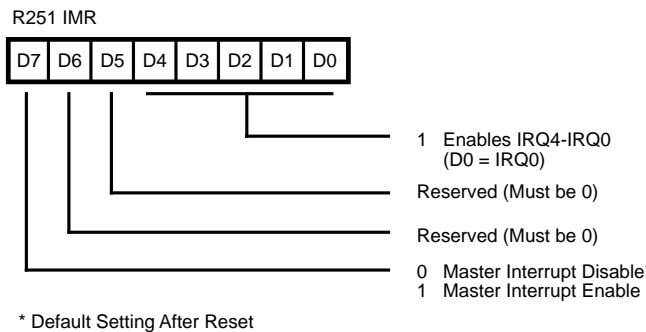 R251 IMR
D7 D6 D5 D4 D3 D2 D1 D0
1 Enables IRQ4-IRQ0
(D0 = IRQ0)
Reserved (Must be 0)
Reserved (Must be 0)
0 Master Interrupt Disable
1 Master Interrupt Enable
* Default Setting After Reset